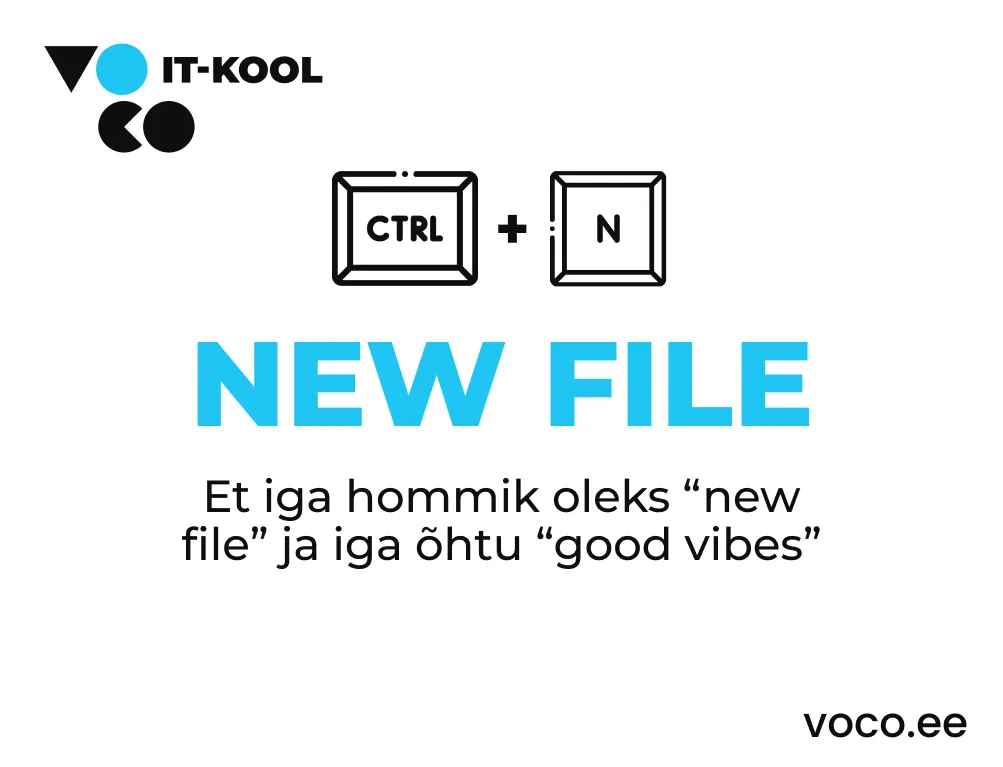 VO IT-KOOL
CO
CTRL + N
NEW FILE
Et iga hommik oleks “new
file” ja iga õhtu “good vibes”
voco.ee